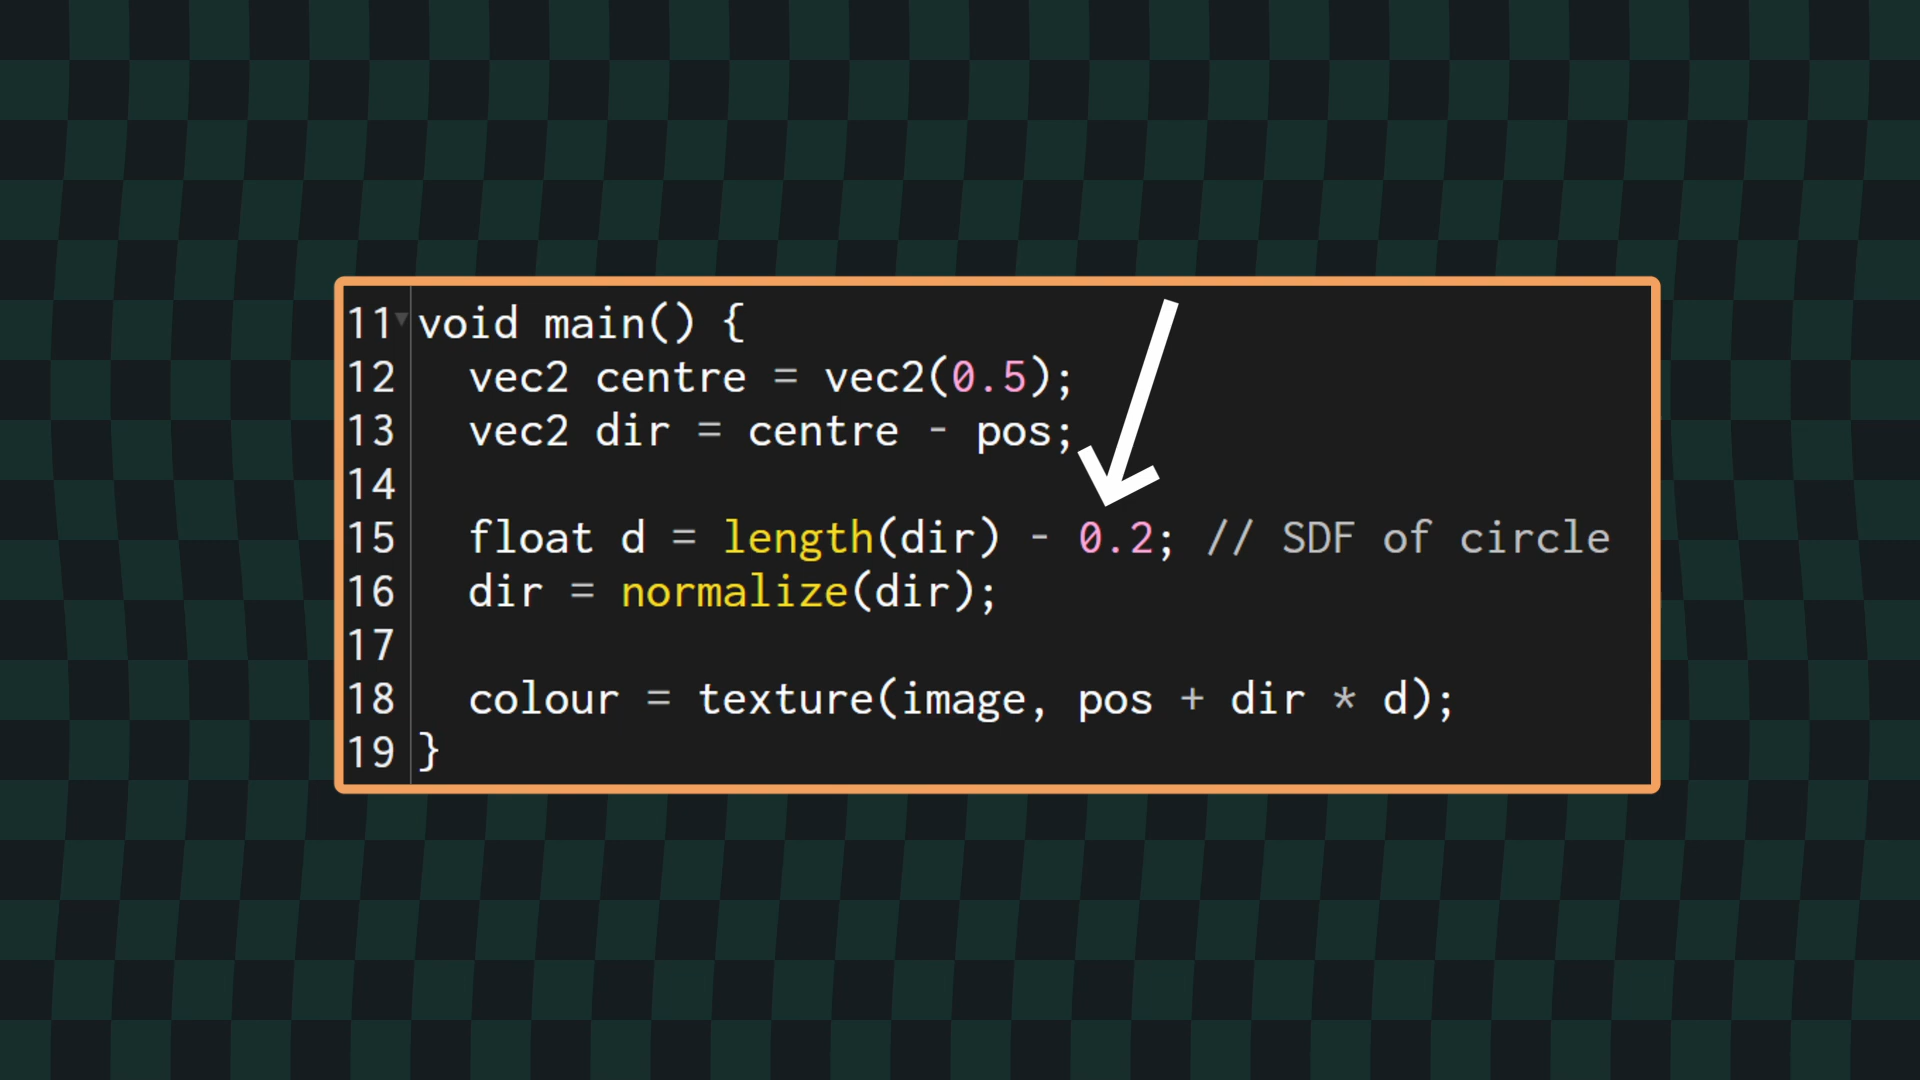 11 void main() {
12 vec2 centre = vec2(0.5);
13 vec2 dir = centre - pos;
14
15 float d = length(dir) - 0.2; // SDF of circle
16 dir = normalize(dir);
17
18 colour = texture(image, pos + dir * d);
19 }